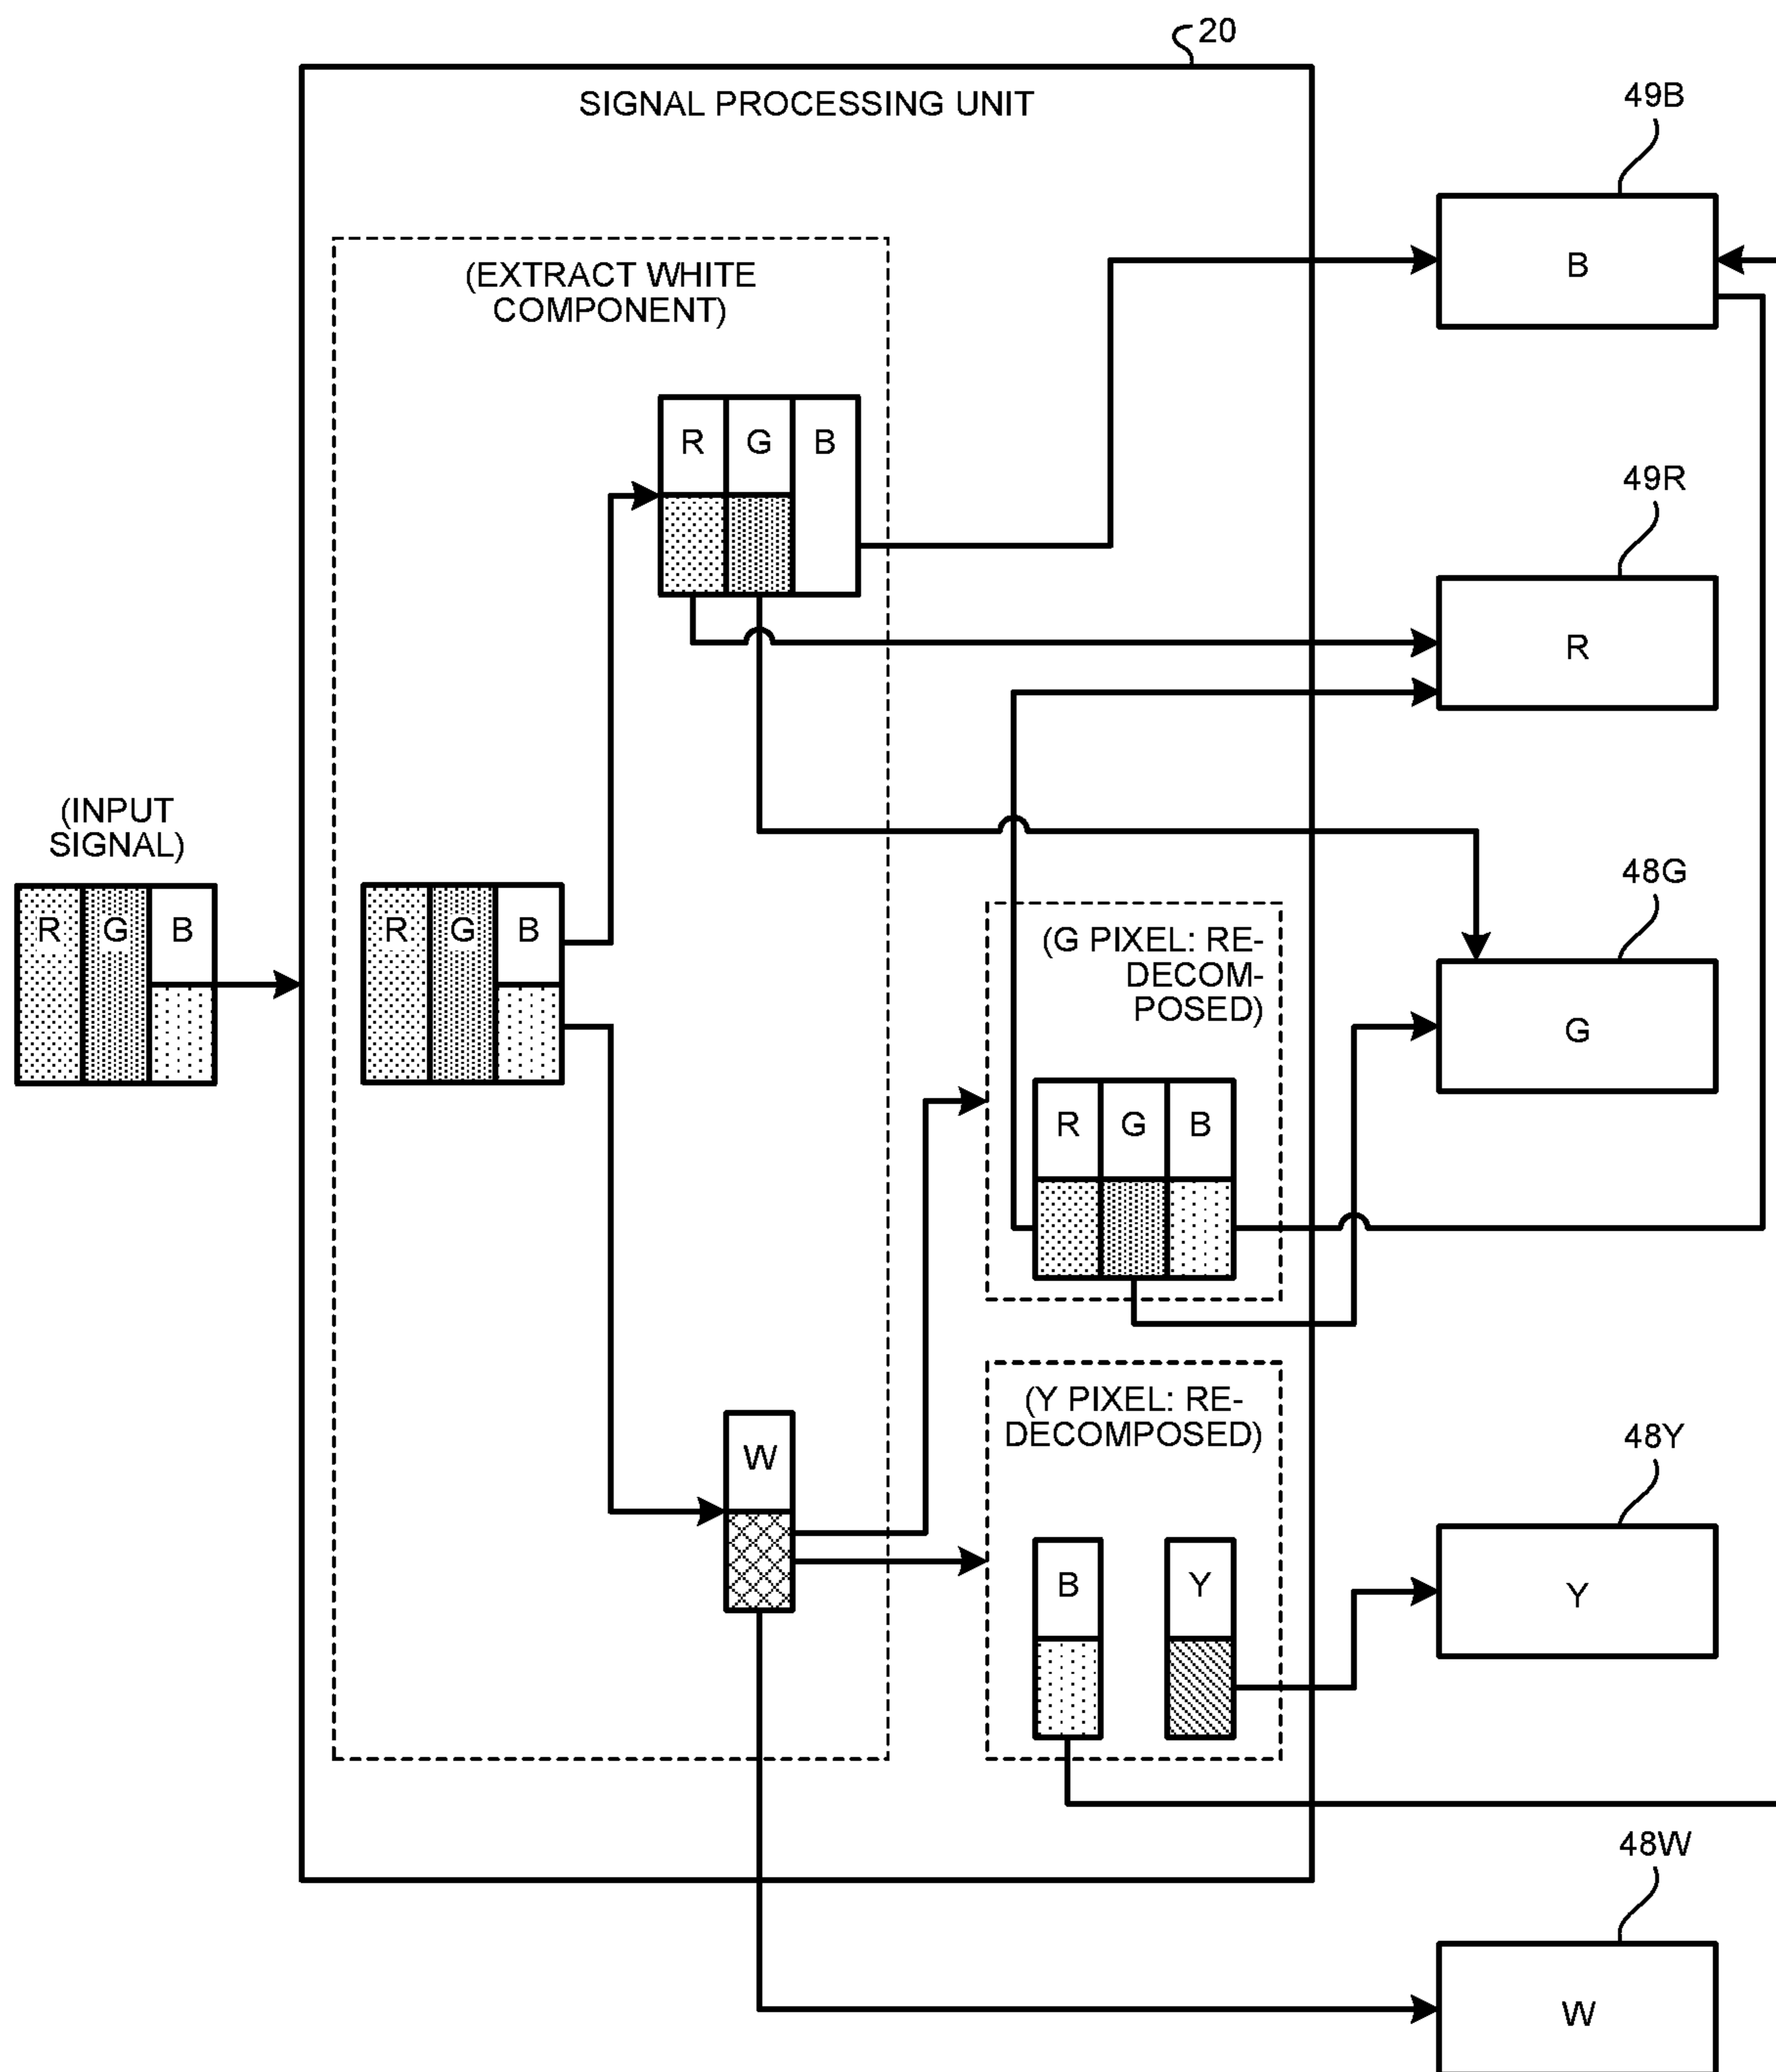 20
SIGNAL PROCESSING UNIT
49B
B
(EXTRACT WHITE
COMPONENT)
R G B
49R
R
(INPUT
SIGNAL)
R G B
R G B
48G
G
(G PIXEL: RE-
DECOM-
POSED)
R G B
(Y PIXEL: RE-
DECOMPOSED)
W
B Y
48Y
Y
48W
W